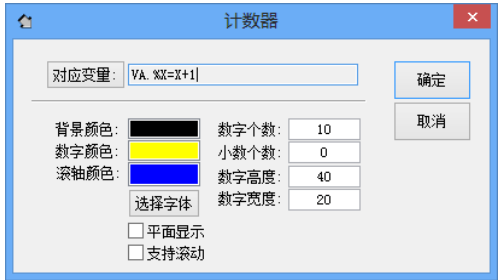 计数器
对应变量: VA.%X=X+1
确定
取消
背景颜色: 数字个数: 10
数字颜色: 小数个数: 0
滚轴颜色: 数字高度: 40
选择字体 数字宽度: 20
平面显示
支持滚动